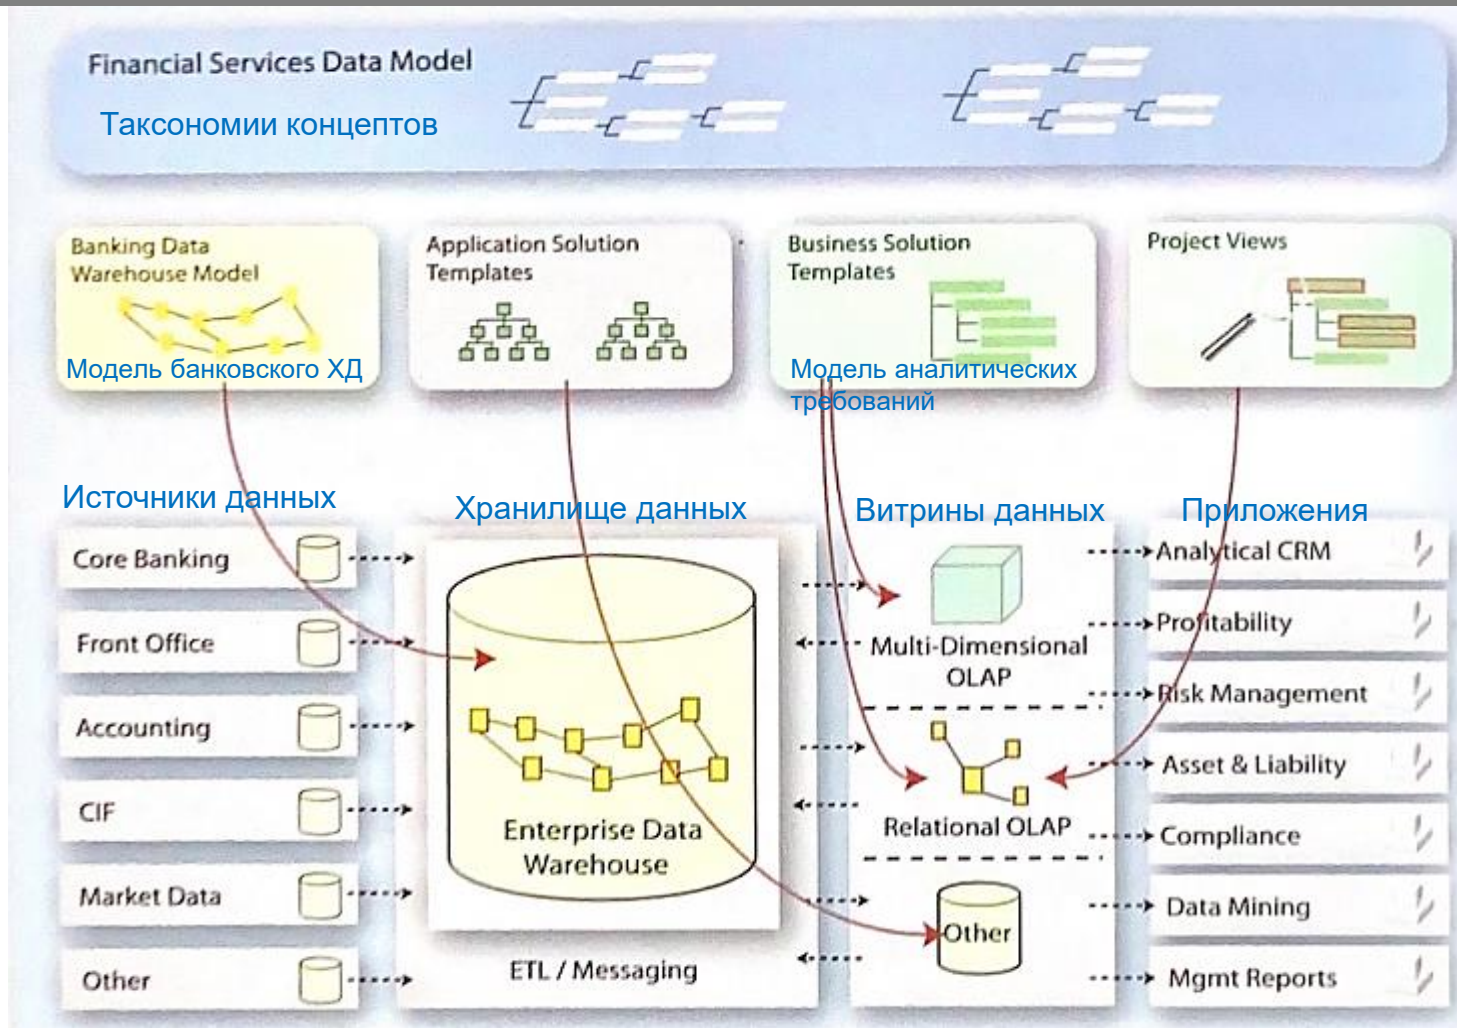 Financial Services Data Model
Таксономии концептов
Banking Data
Warehouse Model
Модель банковского ХД
Application Solution
Templates
Business Solution
Templates
Модель аналитических
требований
Project Views
Источники данных
Core Banking
Front Office
Accounting
CIF
Market Data
Other
Хранилище данных
Enterprise Data
Warehouse
ETL / Messaging
Витрины данных
Multi-Dimensional
OLAP
Relational OLAP
Other
Приложения
Analytical CRM
Profitability
Risk Management
Asset & Liability
Compliance
Data Mining
Mgmt Reports